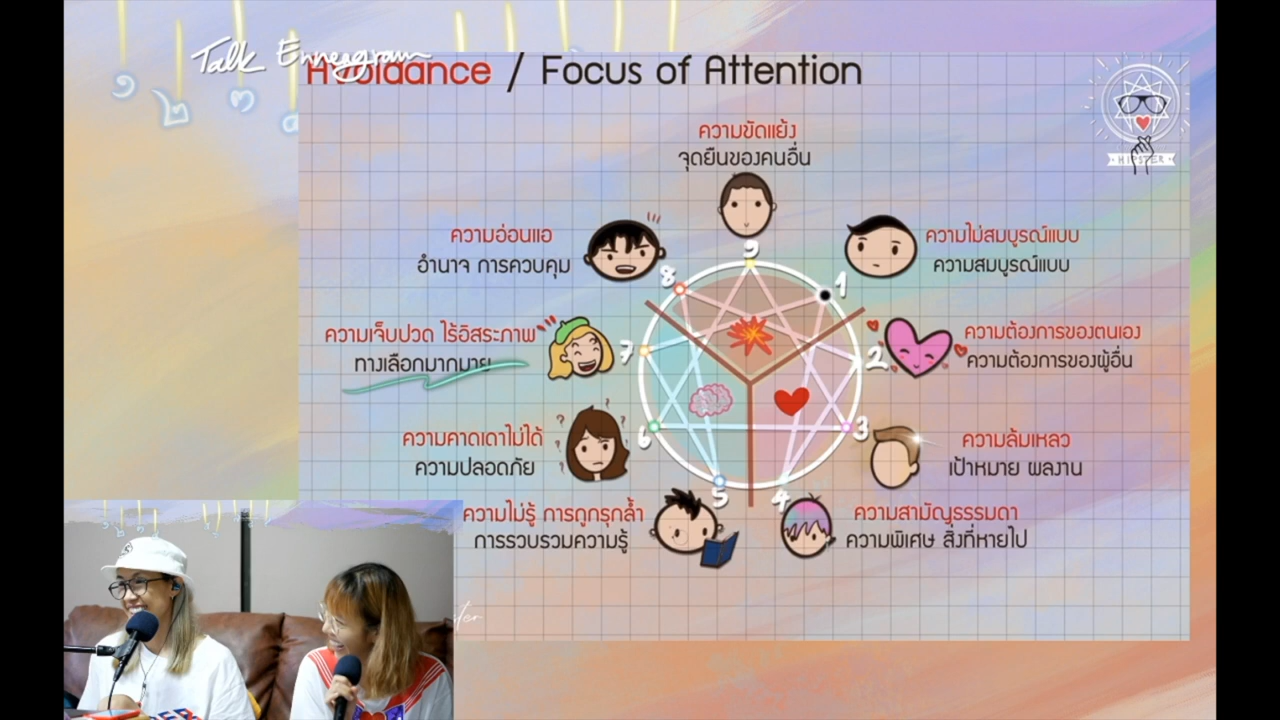 Talk Enneagram
๑ ๒ ๓
Avoidance / Focus of Attention
HIPSTER
ความขัดแย้ง
จุดยืนของคนอื่น
ความอ่อนแอ
อำนาจ การควบคุม
ความไม่สมบูรณ์แบบ
ความสมบูรณ์แบบ
9
8
1
ความเจ็บปวด ไร้อิสระภาพ
ทางเลือกมากมาย
7
2
ความต้องการของตนเอง
ความต้องการของผู้อื่น
ความคาดเดาไม่ได้
ความปลอดภัย
6
3
ความล้มเหลว
เป้าหมาย ผลงาน
5
4
ความไม่รู้ การถูกรุกล้ำ
การรวบรวมความรู้
ความสามัญธรรมดา
ความพิเศษ สิ่งที่หายไป